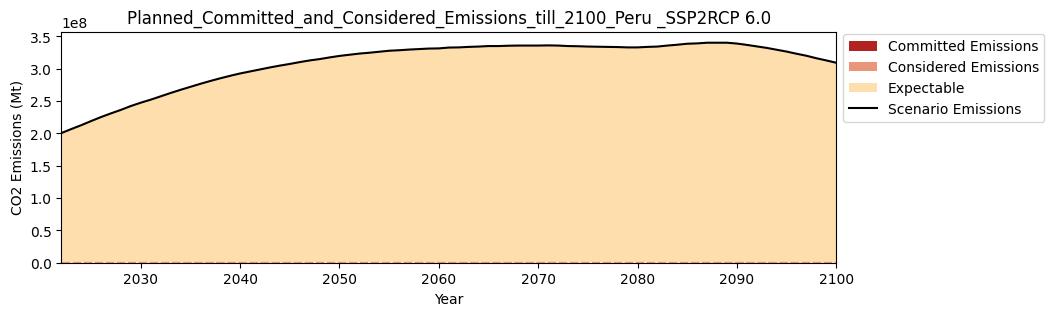 Planned_Committed_and_Considered_Emissions_till_2100_Peru _SSP2RCP 6.0
1e8
3.5
3.0
2.5
2.0
1.5
1.0
0.5
0.0
CO2 Emissions (Mt)
2030 2040 2050 2060 2070 2080 2090 2100
Year
Committed Emissions
Considered Emissions
Expectable
Scenario Emissions